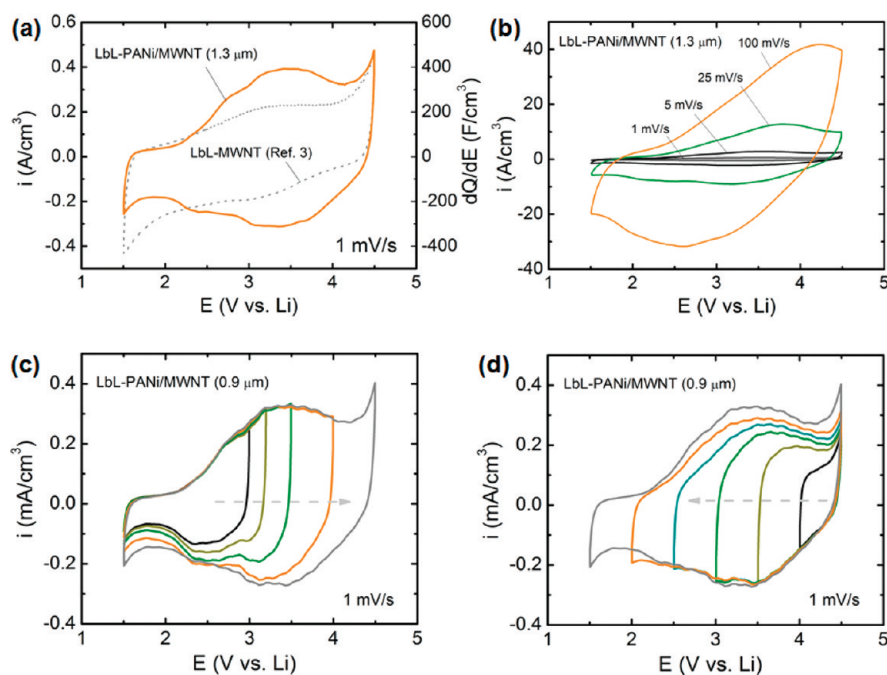 (a)
0.6
0.4
0.2
0.0
-0.2
-0.4
i (A/cm³)
LbL-PANi/MWNT (1.3 μm)
LbL-MWNT (Ref. 3)
1 mV/s
600
400
200
0
-200
-400
dQ/dE (F/cm³)
1 2 3 4 5
E (V vs. Li)
(b)
40
20
0
-20
-40
i (A/cm³)
LbL-PANi/MWNT (1.3 μm)
100 mV/s
25 mV/s
5 mV/s
1 mV/s
1 2 3 4 5
E (V vs. Li)
(c)
0.4
0.2
0.0
-0.2
-0.4
i (mA/cm³)
LbL-PANi/MWNT (0.9 μm)
1 mV/s
1 2 3 4 5
E (V vs. Li)
(d)
0.4
0.2
0.0
-0.2
-0.4
i (mA/cm³)
LbL-PANi/MWNT (0.9 μm)
1 mV/s
1 2 3 4 5
E (V vs. Li)